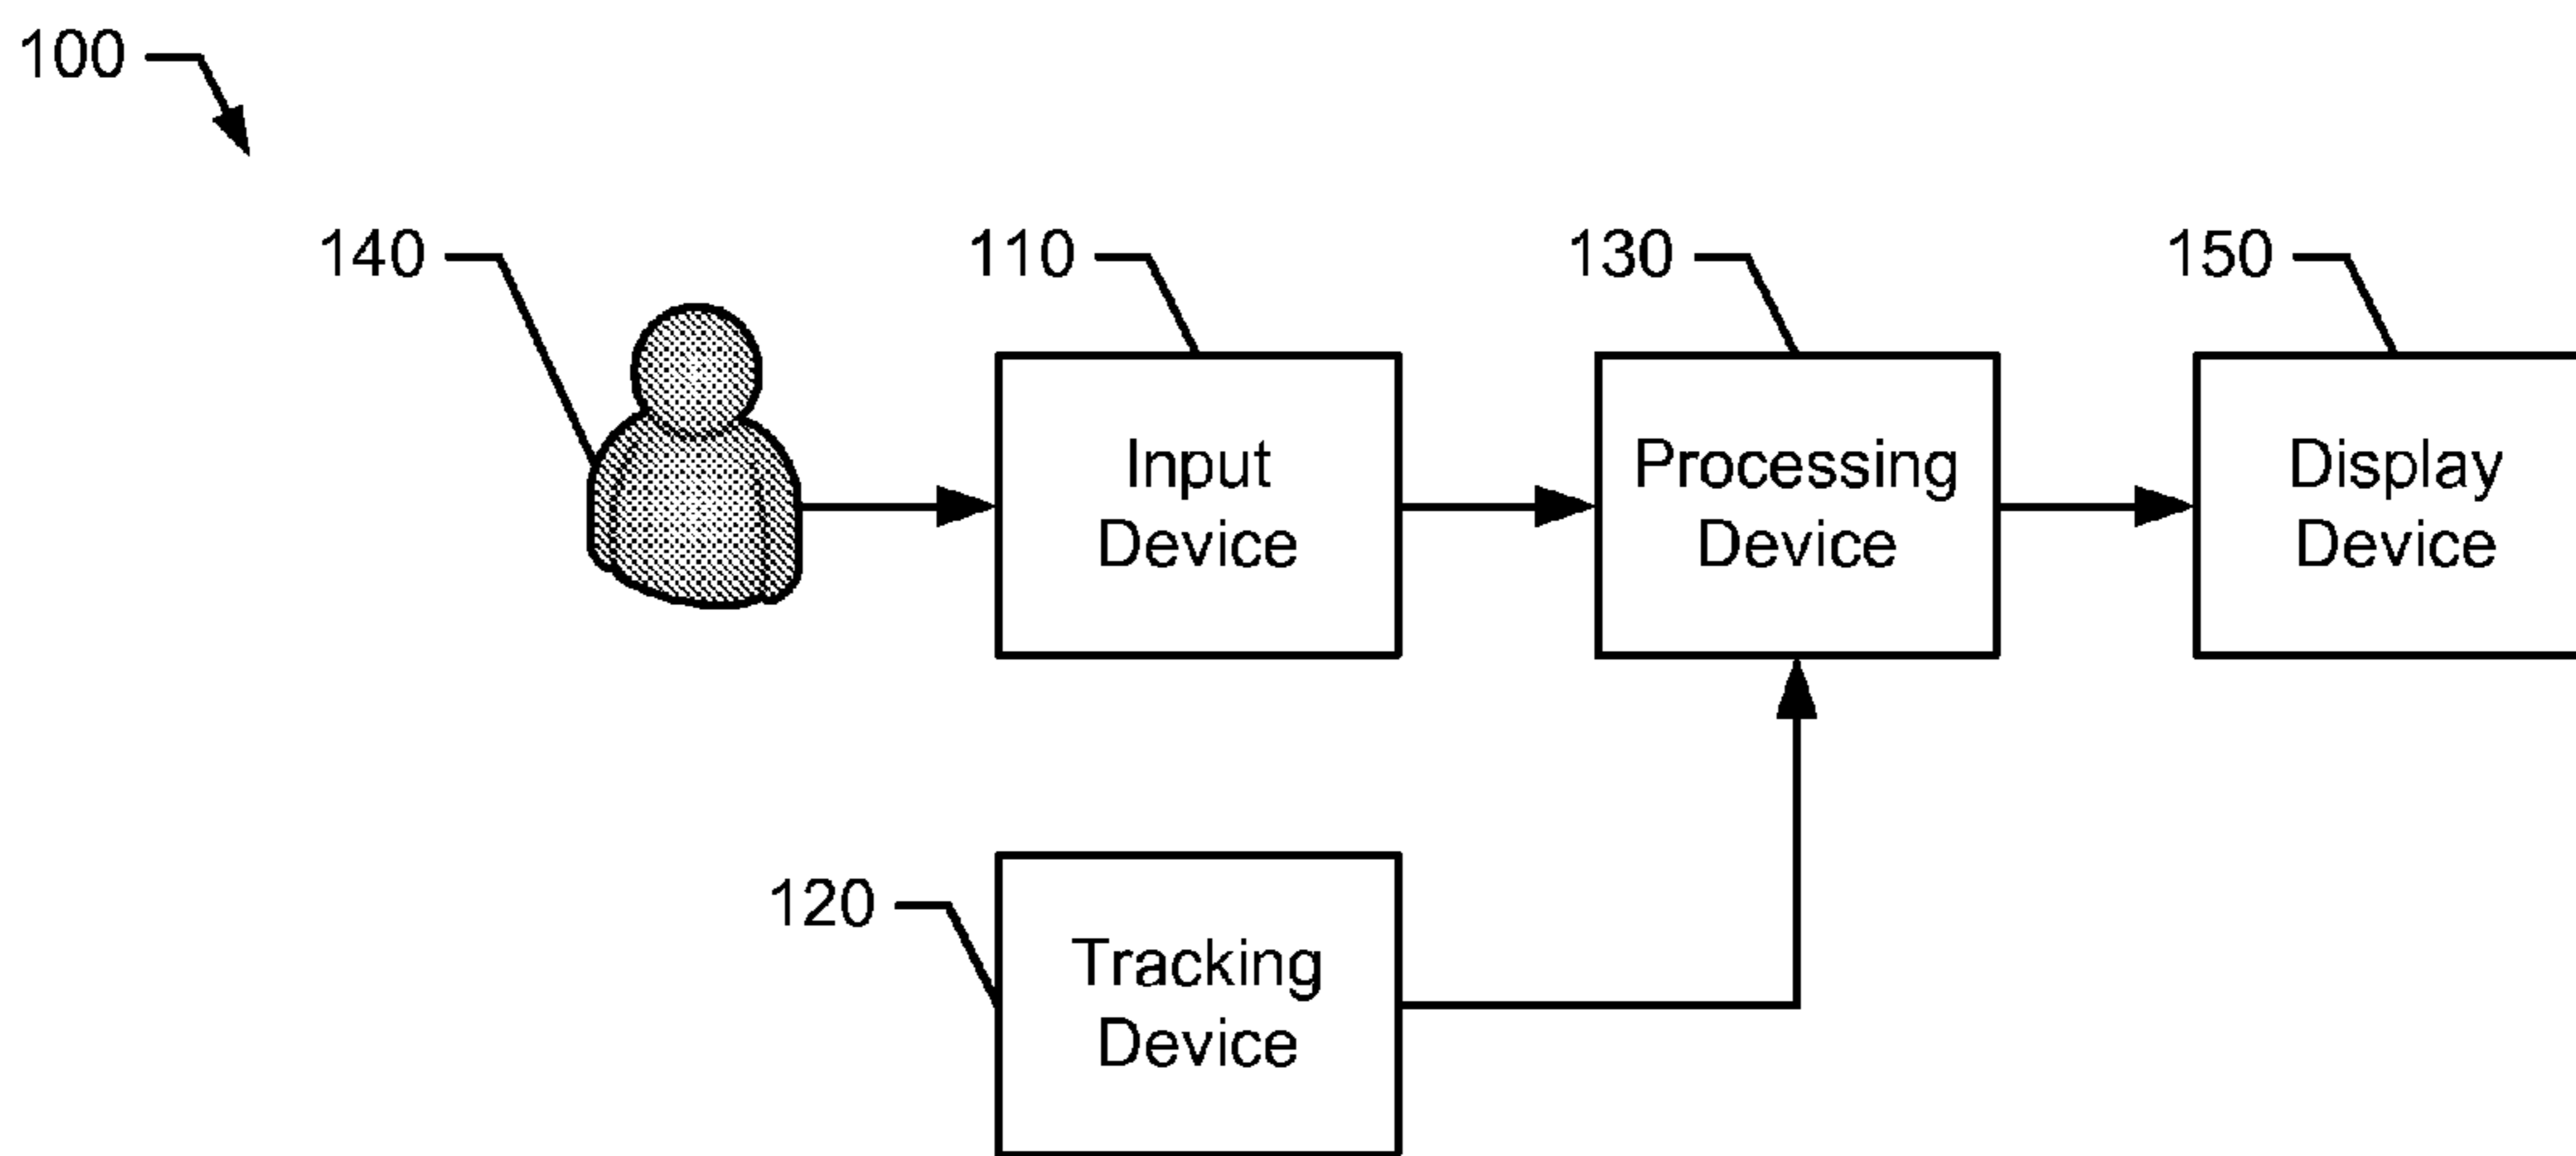 100
140
110
130
150
Input
Device
Processing
Device
Display
Device
120
Tracking
Device